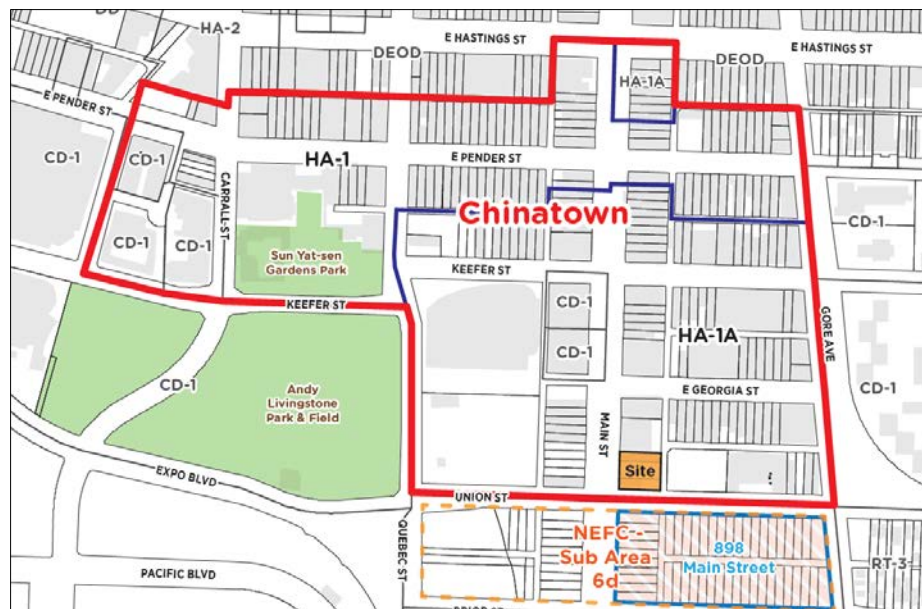 HA-2
E HASTINGS ST
E HASTINGS ST
DEOD
DEOD
HA-1A
E PENDER ST
CD-1
CD-1
HA-1
E PENDER ST
CARRALL ST
Chinatown
CD-1
CD-1
CD-1
Sun Yat-sen
Gardens Park
KEEFER ST
KEEFER ST
CD-1
CD-1
HA-1A
GORE AVE
CD-1
CD-1
Andy
Livingstone
Park & Field
E GEORGIA ST
MAIN ST
Site
EXPO BLVD
UNION ST
QUEBEC ST
NEFC -
Sub Area
6d
898
Main Street
PACIFIC BLVD
RT-3